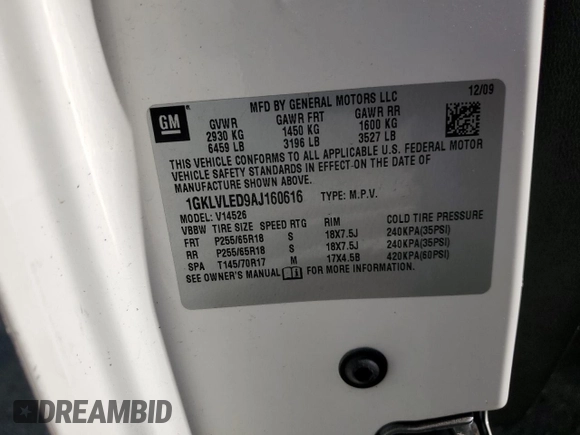 12/09
MFD BY GENERAL MOTORS LLC
GM
GVWR GAWR FRT GAWR RR
2930 KG 1450 KG 1600 KG
6459 LB 3196 LB 3527 LB
THIS VEHICLE CONFORMS TO ALL APPLICABLE U.S. FEDERAL MOTOR
VEHICLE SAFETY STANDARDS IN EFFECT ON THE DATE OF
MANUFACTURE SHOWN ABOVE.
1GKLVLED9AJ160616 TYPE: M.P.V.
MODEL: V14526
VBBW TIRE SIZE SPEED RTG RIM COLD TIRE PRESSURE
FRT P255/65R18 S 18X7.5J 240KPA(35PSI)
RR P255/65R18 S 18X7.5J 240KPA(35PSI)
SPA T145/70R17 M 17X4.5B 420KPA(60PSI)
SEE OWNER'S MANUAL FOR MORE INFORMATION.
DREAMBID